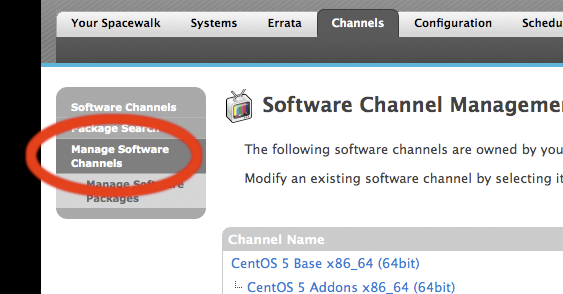 Your Spacewalk Systems Errata Channels Configuration Schedu
Software Channels
Package Search
Manage Software
Channels
Manage Software
Packages
Software Channel Manageme
The following software channels are owned by you
Modify an existing software channel by selecting it
Channel Name
CentOS 5 Base x86_64 (64bit)
CentOS 5 Addons x86_64 (64bit)